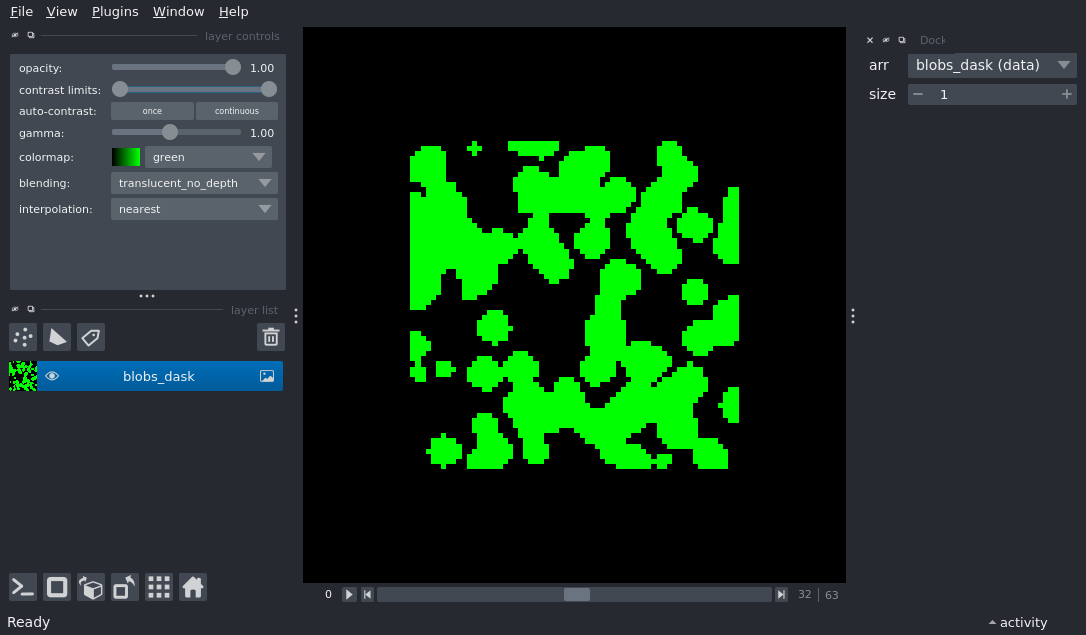 File View Plugins Window Help
layer controls
opacity: 1.00
contrast limits:
auto-contrast: once continuous
gamma: 1.00
colormap: green
blending: translucent_no_depth
interpolation: nearest
layer list
blobs_dask
0 32 63
Ready
Dock
arr blobs_dask (data)
size 1
activity